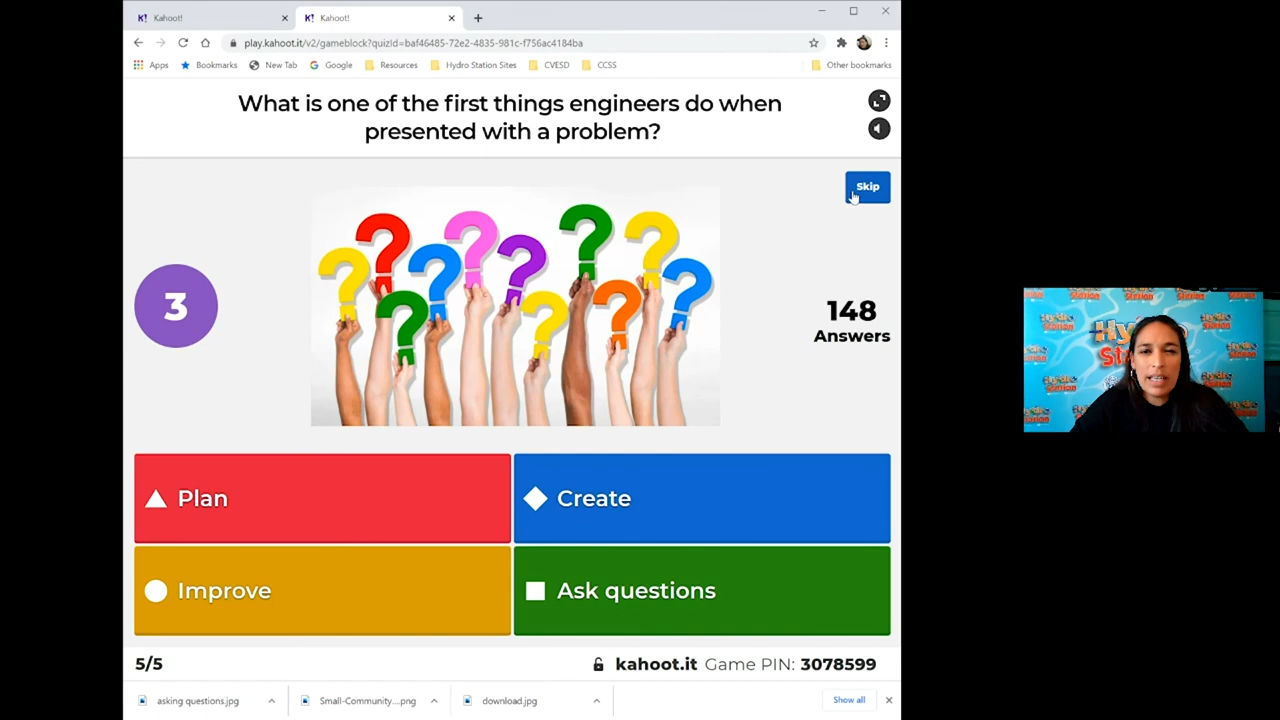 Kahoot!
Kahoot!
play.kahoot.it/v2/gameblock?quizId=baf46485-72e2-4835-981c-f756ac4184ba
Apps Bookmarks New Tab Google Resources Hydro Station Sites CVESD CCSS Other bookmarks
What is one of the first things engineers do when
presented with a problem?
Skip
3
148
Answers
Plan
Create
Improve
Ask questions
5/5
kahoot.it Game PIN: 3078599
asking questions.jpg
Small-Community....png
download.jpg
Show all
Hydro
Station